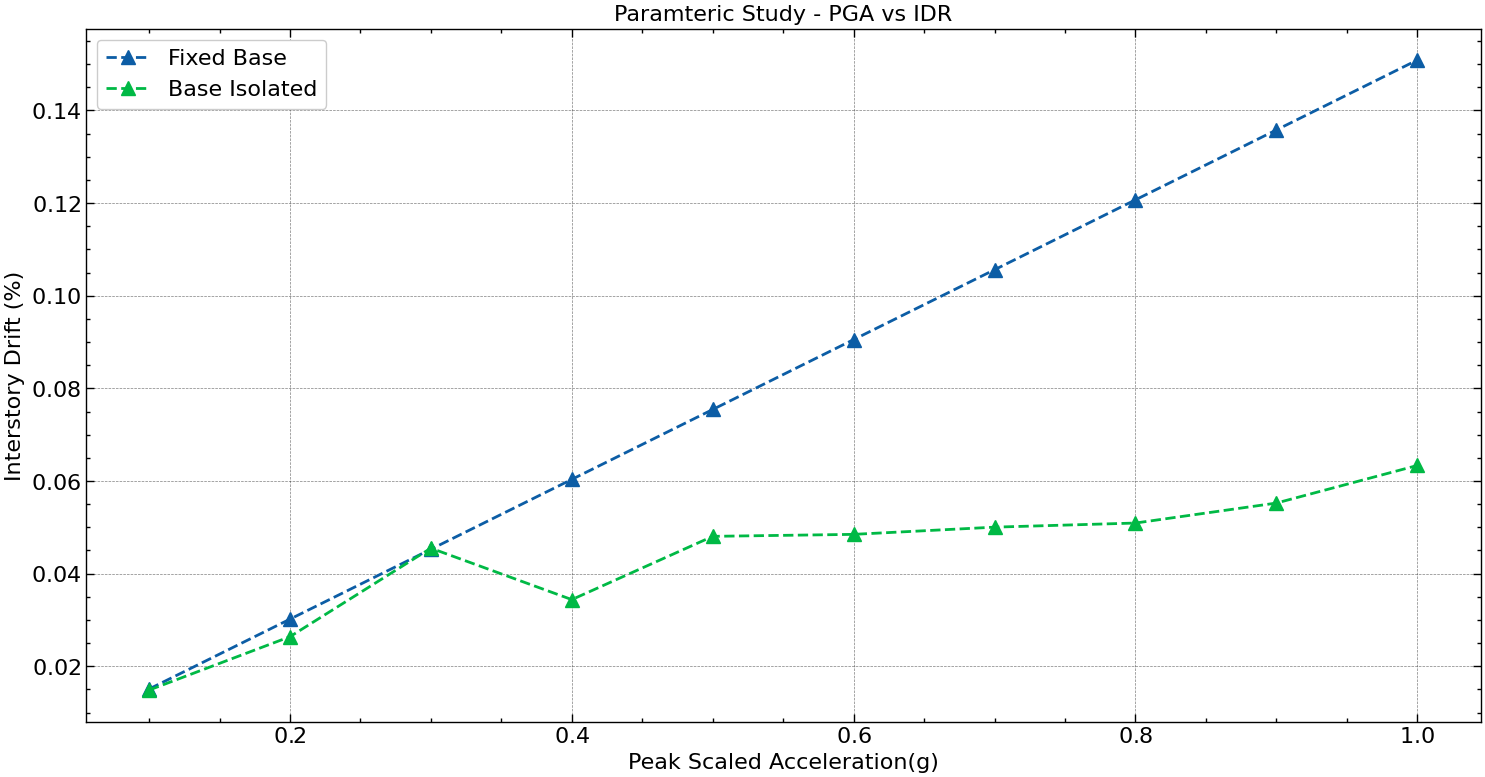 Paramteric Study - PGA vs IDR
Fixed Base
Base Isolated
Interstory Drift (%)
0.14
0.12
0.10
0.08
0.06
0.04
0.02
0.2 0.4 0.6 0.8 1.0
Peak Scaled Acceleration(g)